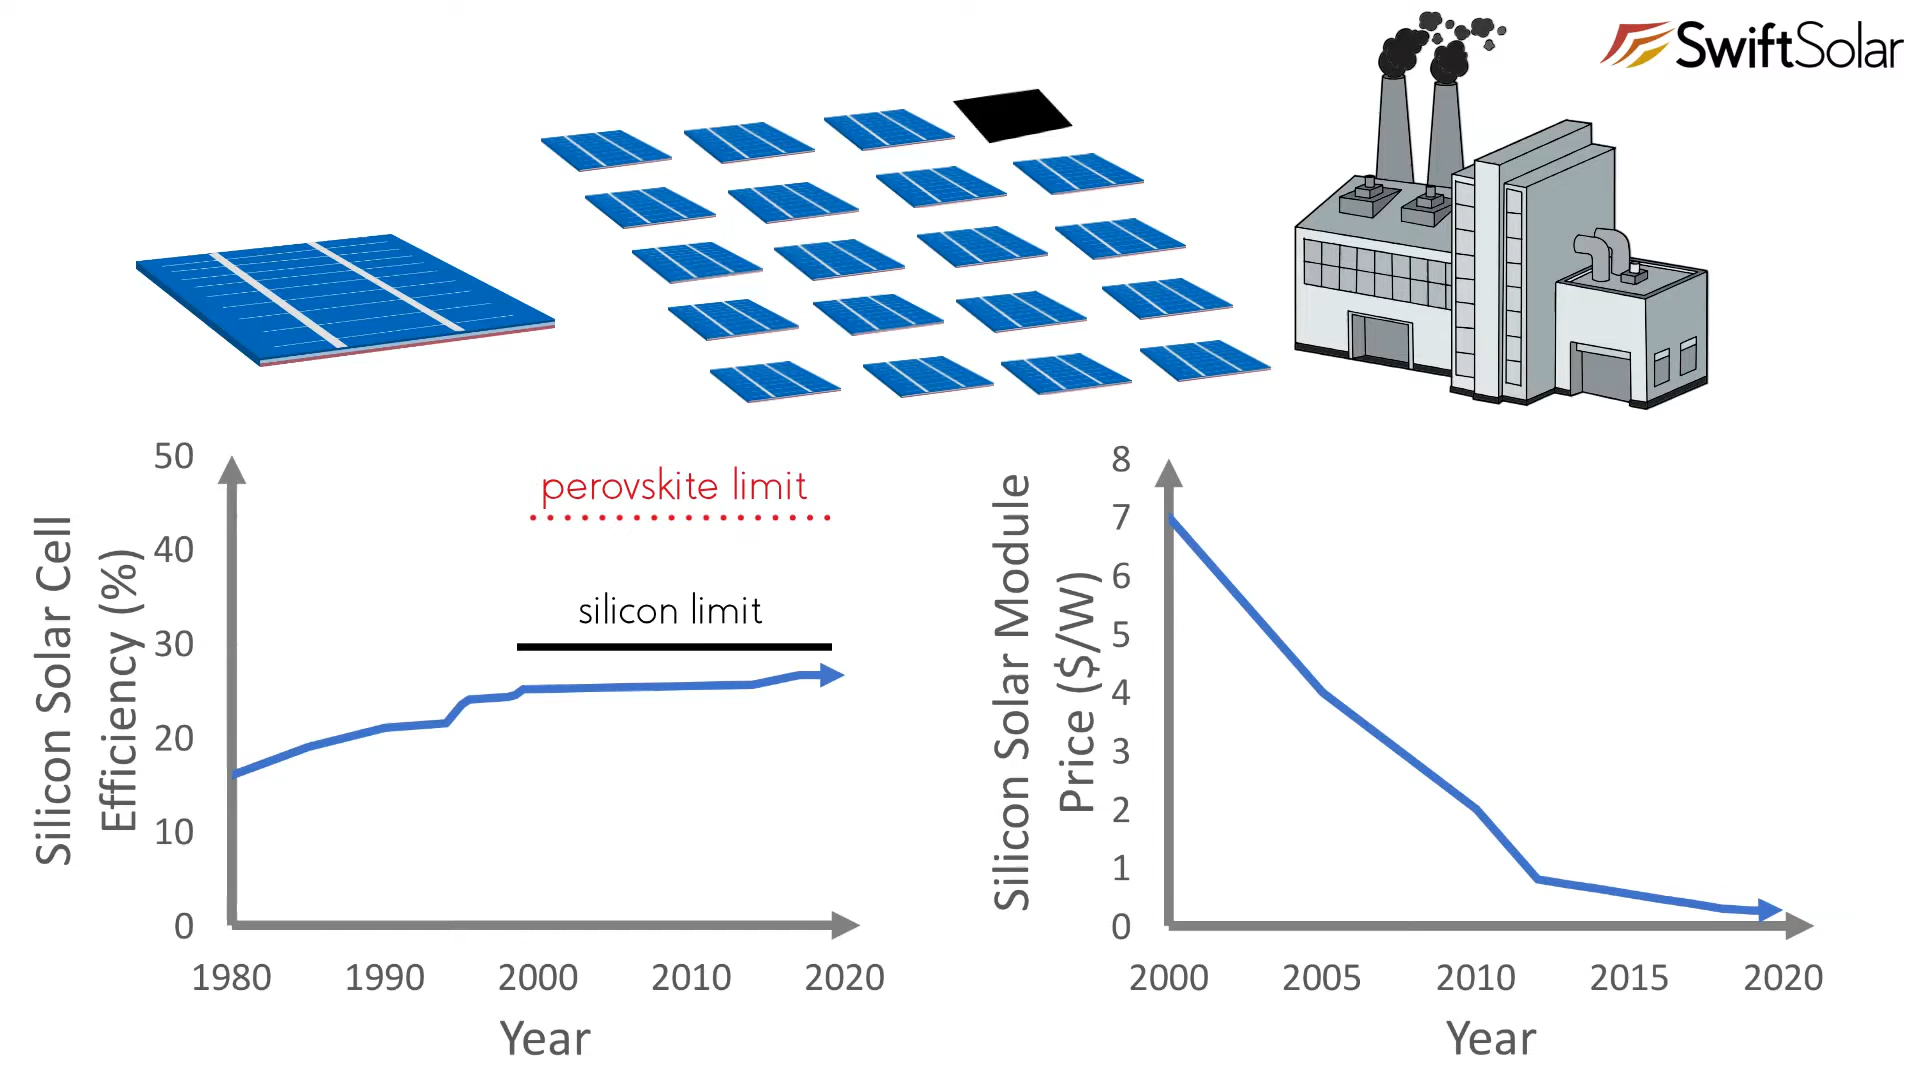 SwiftSolar
Silicon Solar Cell
Efficiency (%)
50
40
30
20
10
0
perovskite limit
silicon limit
1980 1990 2000 2010 2020
Year
Silicon Solar Module
Price ($/W)
8
7
6
5
4
3
2
1
0
2000 2005 2010 2015 2020
Year